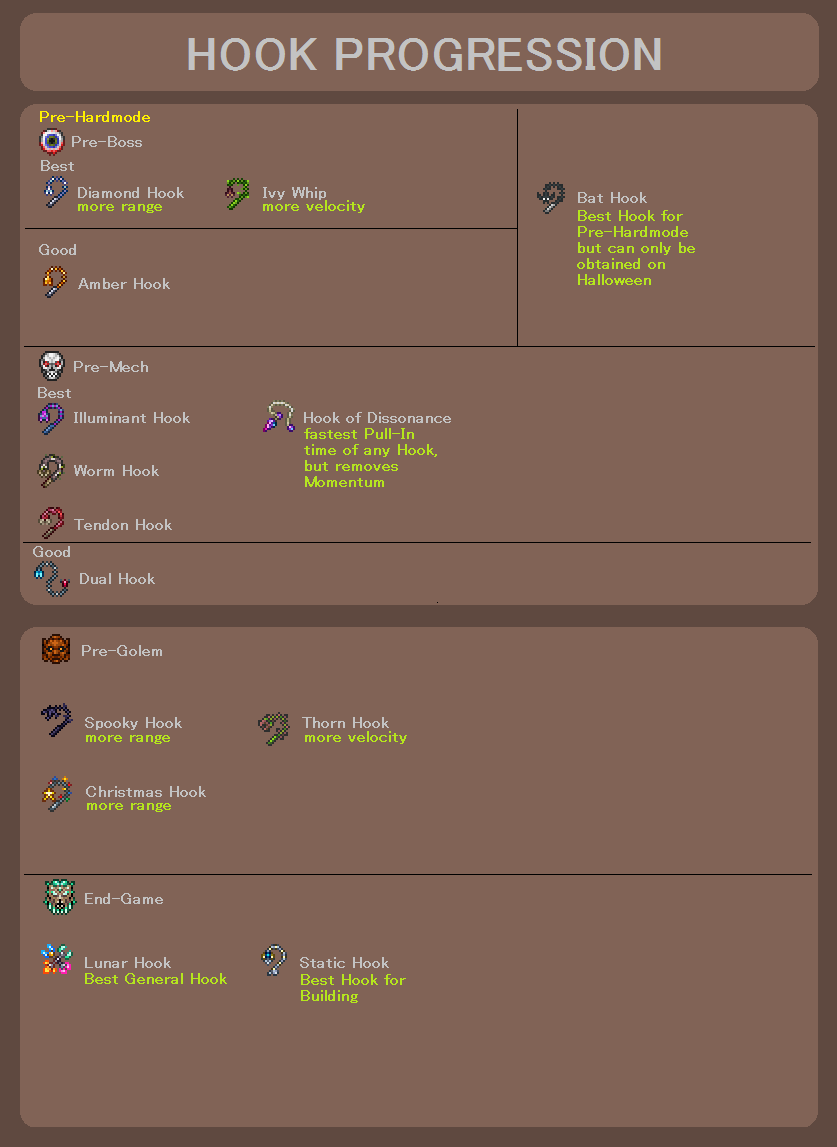 HOOK PROGRESSION
Pre-Hardmode
Pre-Boss
Best
Diamond Hook
more range
Ivy Whip
more velocity
Bat Hook
Best Hook for
Pre-Hardmode
but can only be
obtained on
Halloween
Good
Amber Hook
Pre-Mech
Best
Illuminant Hook
Hook of Dissonance
fastest Pull-In
time of any Hook,
but removes
Momentum
Worm Hook
Tendon Hook
Good
Dual Hook
Pre-Golem
Spooky Hook
more range
Thorn Hook
more velocity
Christmas Hook
more range
End-Game
Lunar Hook
Best General Hook
Static Hook
Best Hook for
Building